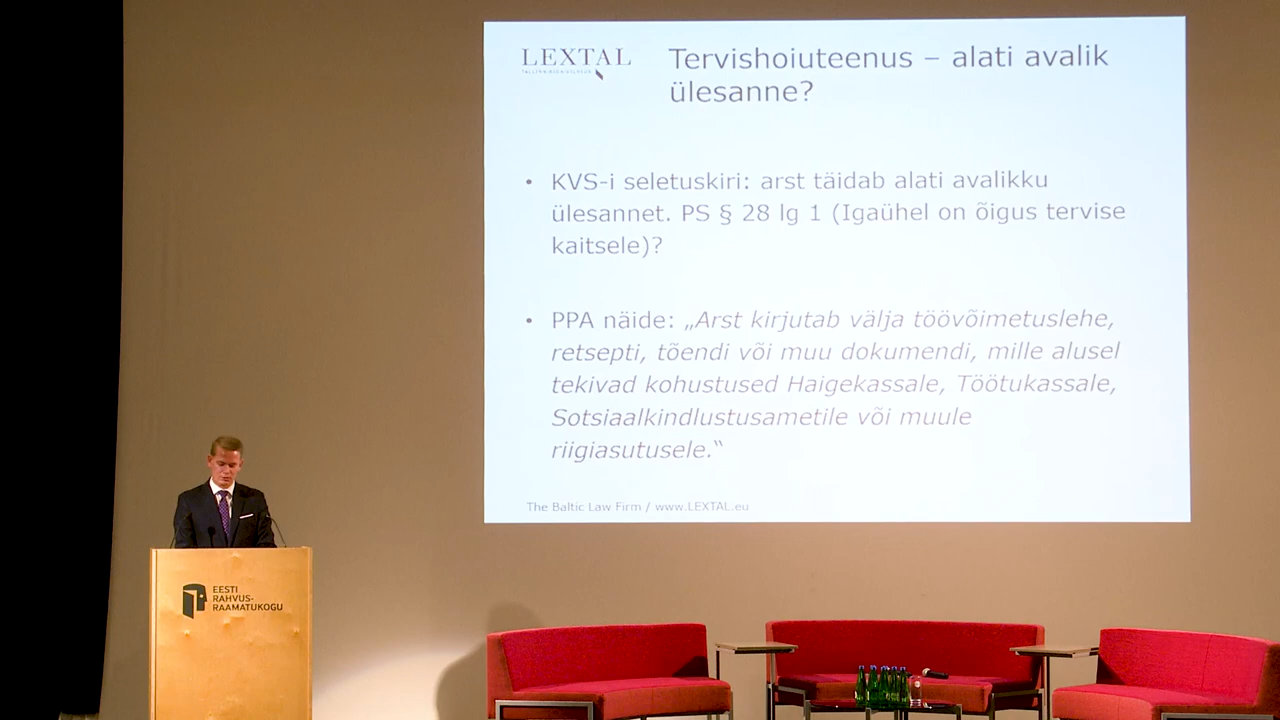 LEXTAL
Tervishoiuteenus – alati avalik
ülesanne?
• KVS-i seletuskiri: arst täidab alati avalikku
ülesannet. PS § 28 lg 1 (Igaühel on õigus tervise
kaitsele)?
• PPA näide: „Arst kirjutab välja töövõimetuslehe,
retsepti, tõendi või muu dokumendi, mille alusel
tekivad kohustused Haigekassale, Töötukassale,
Sotsiaalkindlustusametile või muule
riigiasutusele.“
The Baltic Law Firm / www.LEXTAL.eu
EESTI
RAHVUS-
RAAMATUKOGU